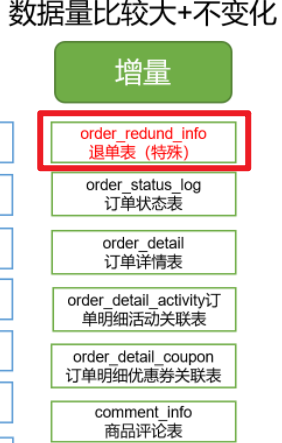 数据量比较大+不变化
增量
order_redund_info
退单表（特殊）
order_status_log
订单状态表
order_detail
订单详情表
order_detail_activity订
单明细活动关联表
order_detail_coupon
订单明细优惠券关联表
comment_info
商品评论表